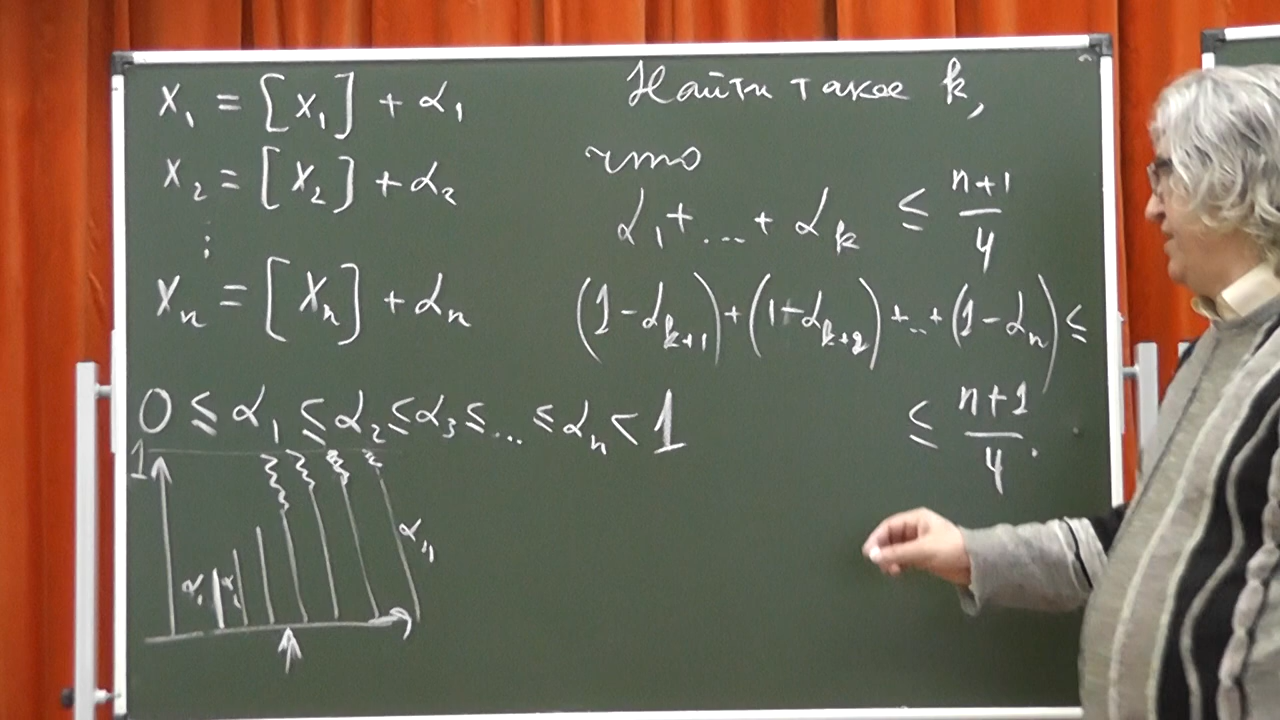 x₁ = [x₁] + α₁
x₂ = [x₂] + α₂
⋮
xₙ = [xₙ] + αₙ
0 ≤ α₁ ≤ α₂ ≤ α₃ ≤ ... ≤ αₙ < 1
1
α₁
αₙ
Найти такое k,
что
α₁ + ... + αₖ ≤ (n+1)/4
(1-αₖ₊₁) + (1-αₖ₊₂) + ... + (1-αₙ) ≤
≤ (n+1)/4.